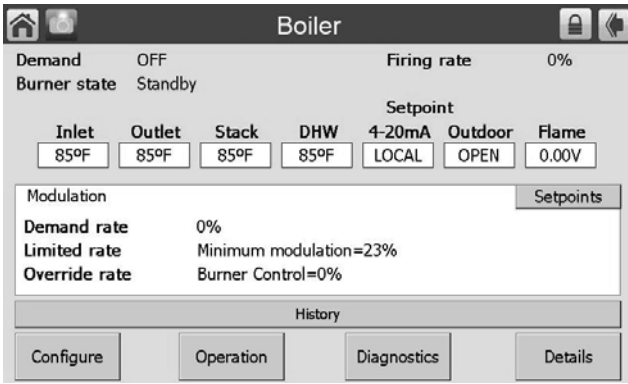 Boiler
Demand OFF Firing rate 0%
Burner state Standby
Setpoint
Inlet Outlet Stack DHW 4-20mA Outdoor Flame
85ºF 85ºF 85ºF 85ºF LOCAL OPEN 0.00V
Modulation Setpoints
Demand rate 0%
Limited rate Minimum modulation=23%
Override rate Burner Control=0%
History
Configure Operation Diagnostics Details